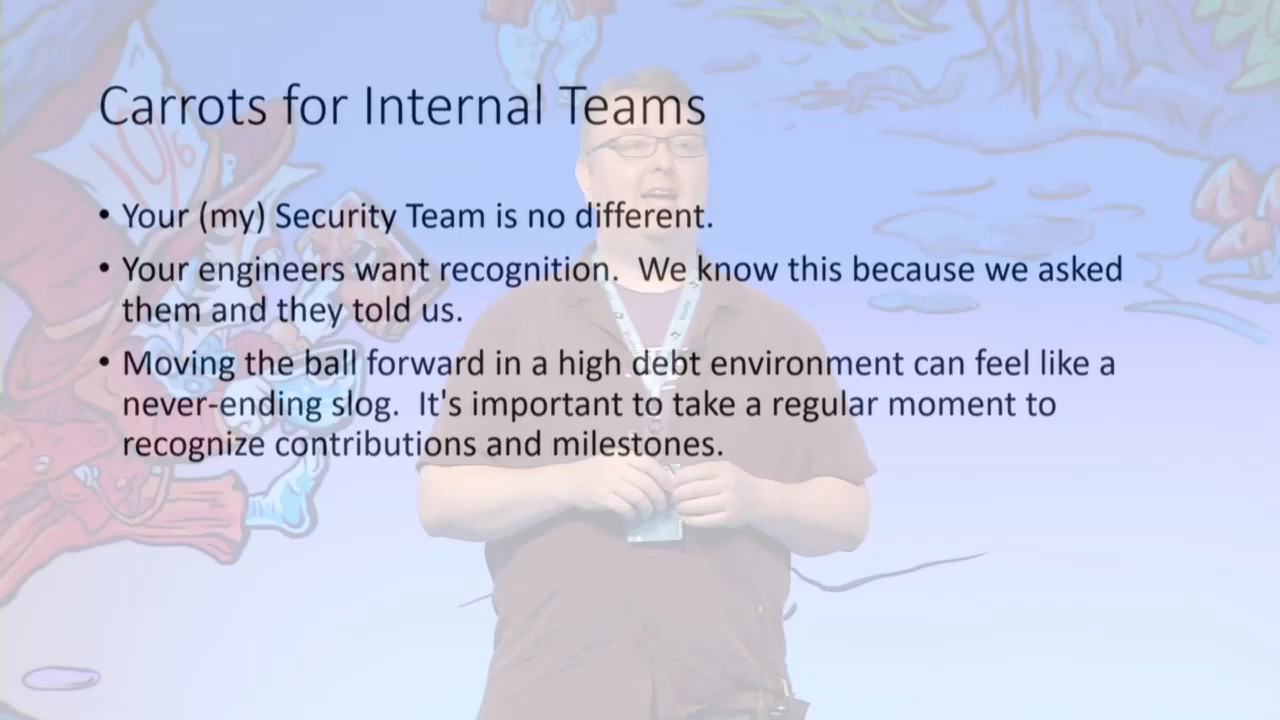 Carrots for Internal Teams
• Your (my) Security Team is no different.
• Your engineers want recognition.  We know this because we asked
them and they told us.
• Moving the ball forward in a high debt environment can feel like a
never-ending slog.  It's important to take a regular moment to
recognize contributions and milestones.